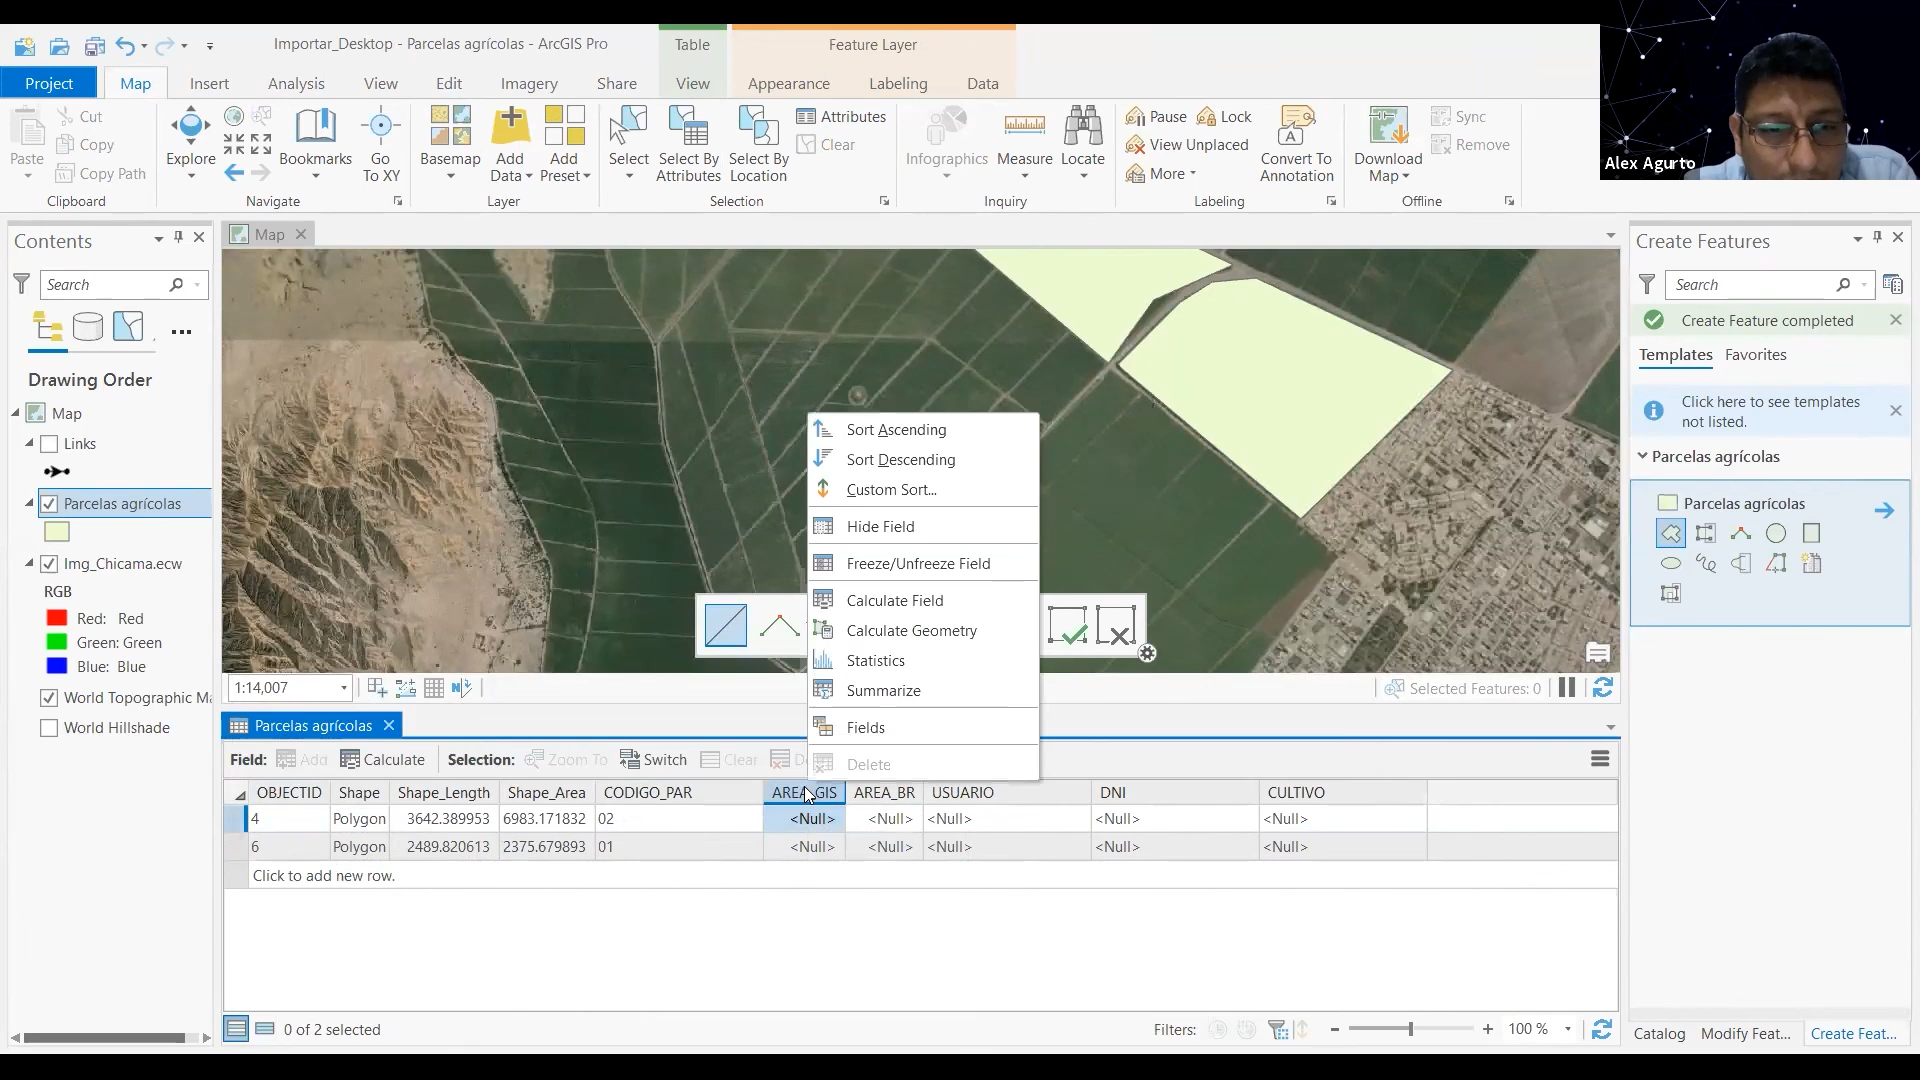 Importar_Desktop - Parcelas agrícolas - ArcGIS Pro
Table
Feature Layer
Project
Map
Insert
Analysis
View
Edit
Imagery
Share
View
Appearance
Labeling
Data
Paste
Cut
Copy
Copy Path
Clipboard
Explore
Bookmarks
Go
To XY
Navigate
Basemap
Add
Data
Add
Preset
Layer
Select
Select By
Attributes
Select By
Location
Attributes
Clear
Selection
Infographics
Measure
Locate
Inquiry
Pause
Lock
View Unplaced
More
Convert To
Annotation
Labeling
Download
Map
Sync
Remove
Offline
Alex Agurto
Contents
Search
Drawing Order
Map
Links
Parcelas agrícolas
Img_Chicama.ecw
RGB
Red: Red
Green: Green
Blue: Blue
World Topographic Ma
World Hillshade
Map
Sort Ascending
Sort Descending
Custom Sort...
Hide Field
Freeze/Unfreeze Field
Calculate Field
Calculate Geometry
Statistics
Summarize
Fields
Delete
1:14,007
Selected Features: 0
Parcelas agrícolas
Field: Add Calculate Selection: Zoom To Switch Clear
OBJECTID Shape Shape_Length Shape_Area CODIGO_PAR AREA_GIS AREA_BR USUARIO DNI CULTIVO
4 Polygon 3642.389953 6983.171832 02 <Null> <Null> <Null> <Null> <Null>
6 Polygon 2489.820613 2375.679893 01 <Null> <Null> <Null> <Null> <Null>
Click to add new row.
0 of 2 selected
Filters:
100 %
Create Features
Search
Create Feature completed
Templates Favorites
Click here to see templates
not listed.
Parcelas agrícolas
Parcelas agrícolas
Catalog Modify Feat... Create Feat...